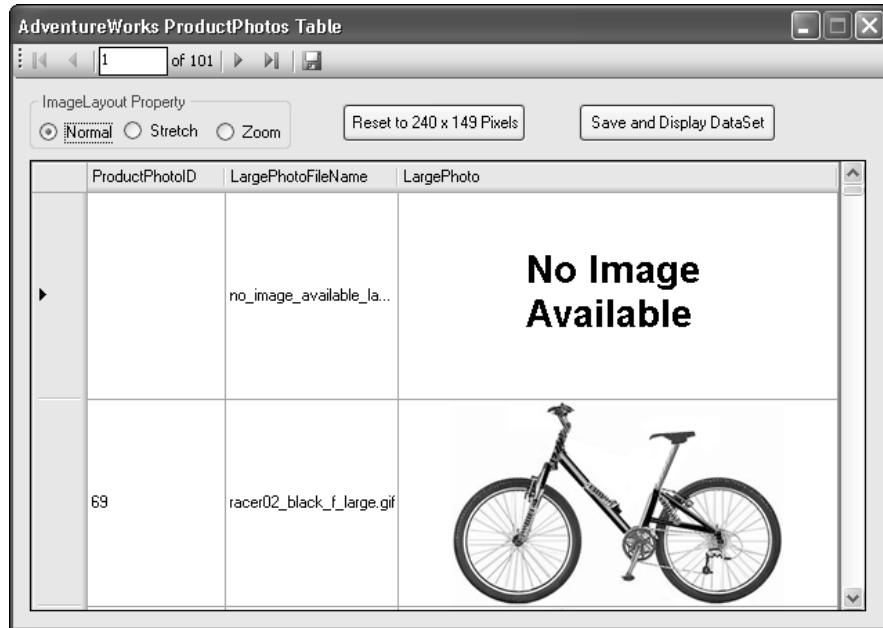 AdventureWorks ProductPhotos Table
1 of 101
ImageLayout Property
Normal Stretch Zoom
Reset to 240 x 149 Pixels
Save and Display DataSet
ProductPhotoID LargePhotoFileName LargePhoto
no_image_available_la...
No Image
Available
69 racer02_black_f_large.gif